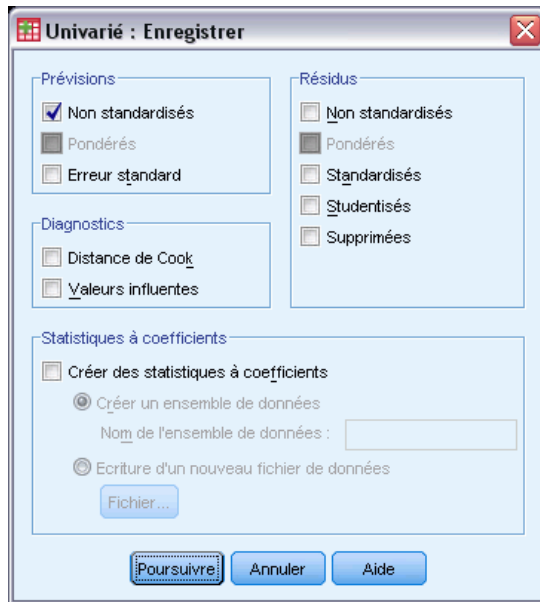 Univarié : Enregistrer
Prévisions
Non standardisés
Pondérés
Erreur standard
Diagnostics
Distance de Cook
Valeurs influentes
Résidus
Non standardisés
Pondérés
Standardisés
Studentisés
Supprimées
Statistiques à coefficients
Créer des statistiques à coefficients
Créer un ensemble de données
Nom de l'ensemble de données :
Ecriture d'un nouveau fichier de données
Fichier...
Poursuivre Annuler Aide